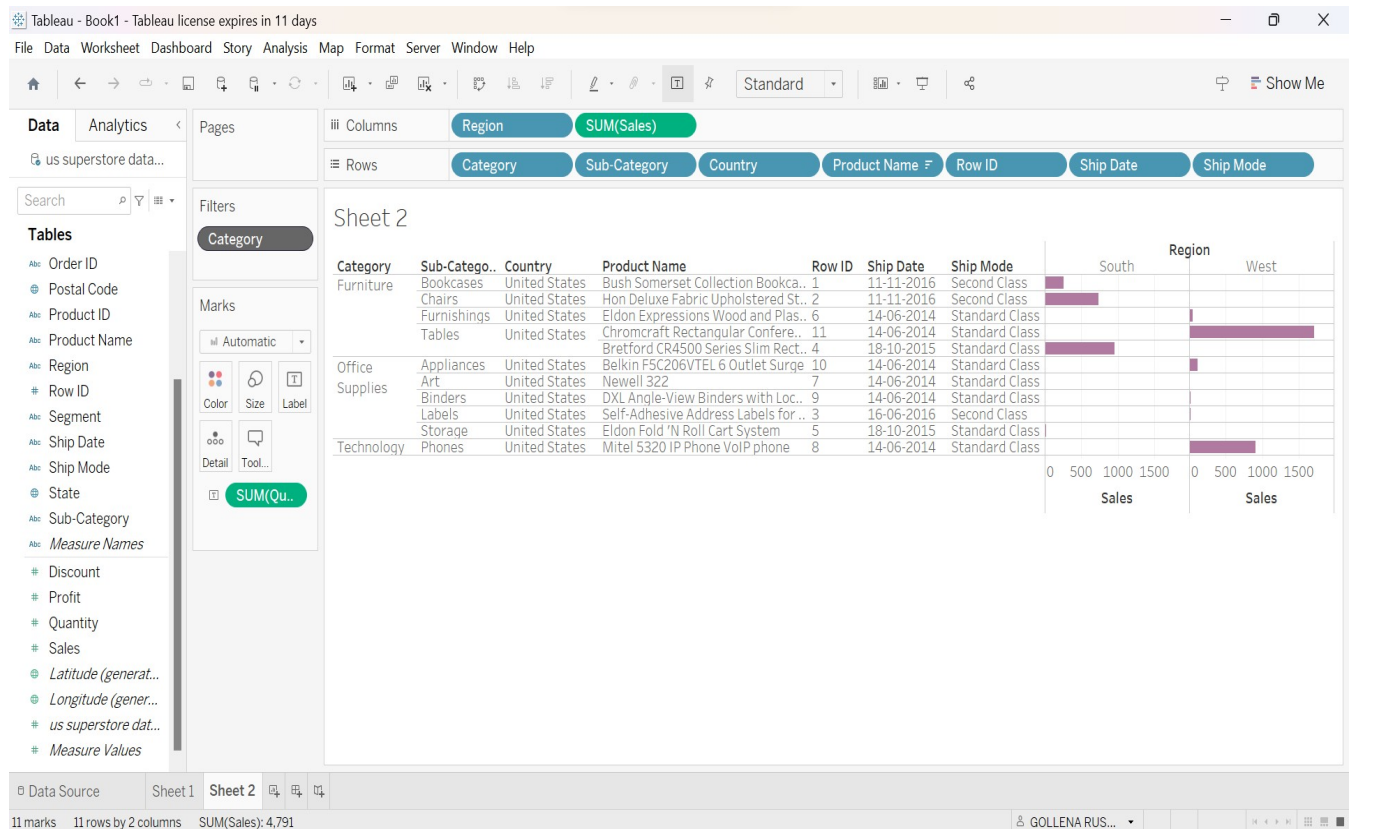 Tableau - Book1 - Tableau license expires in 11 days
File Data Worksheet Dashboard Story Analysis Map Format Server Window Help
Standard
Show Me
Data Analytics
Pages
Columns Region SUM(Sales)
us superstore data...
Rows Category Sub-Category Country Product Name Row ID Ship Date Ship Mode
Search
Filters
Category
Tables
Abc Order ID
Postal Code
Abc Product ID
Abc Product Name
Abc Region
# Row ID
Abc Segment
Abc Ship Date
Abc Ship Mode
State
Abc Sub-Category
Abc Measure Names
# Discount
# Profit
# Quantity
# Sales
Latitude (generat...
Longitude (gener...
# us superstore dat...
# Measure Values
Marks
Automatic
Color Size Label
Detail Tool...
SUM(Qu..
Sheet 2
Region
Category Sub-Catego.. Country Product Name Row ID Ship Date Ship Mode South West
Furniture Bookcases United States Bush Somerset Collection Bookca.. 1 11-11-2016 Second Class
Chairs United States Hon Deluxe Fabric Upholstered St.. 2 11-11-2016 Second Class
Furnishings United States Eldon Expressions Wood and Plas.. 6 14-06-2014 Standard Class
Tables United States Chromcraft Rectangular Confere.. 11 14-06-2014 Standard Class
Bretford CR4500 Series Slim Rect.. 4 18-10-2015 Standard Class
Office Supplies Appliances United States Belkin F5C206VTEL 6 Outlet Surge 10 14-06-2014 Standard Class
Art United States Newell 322 7 14-06-2014 Standard Class
Binders United States DXL Angle-View Binders with Loc.. 9 14-06-2014 Standard Class
Labels United States Self-Adhesive Address Labels for .. 3 16-06-2016 Second Class
Storage United States Eldon Fold 'N Roll Cart System 5 18-10-2015 Standard Class
Technology Phones United States Mitel 5320 IP Phone VoIP phone 8 14-06-2014 Standard Class
0 500 1000 1500 0 500 1000 1500
Sales Sales
Data Source Sheet 1 Sheet 2
11 marks 11 rows by 2 columns SUM(Sales): 4,791 GOLLENA RUS...